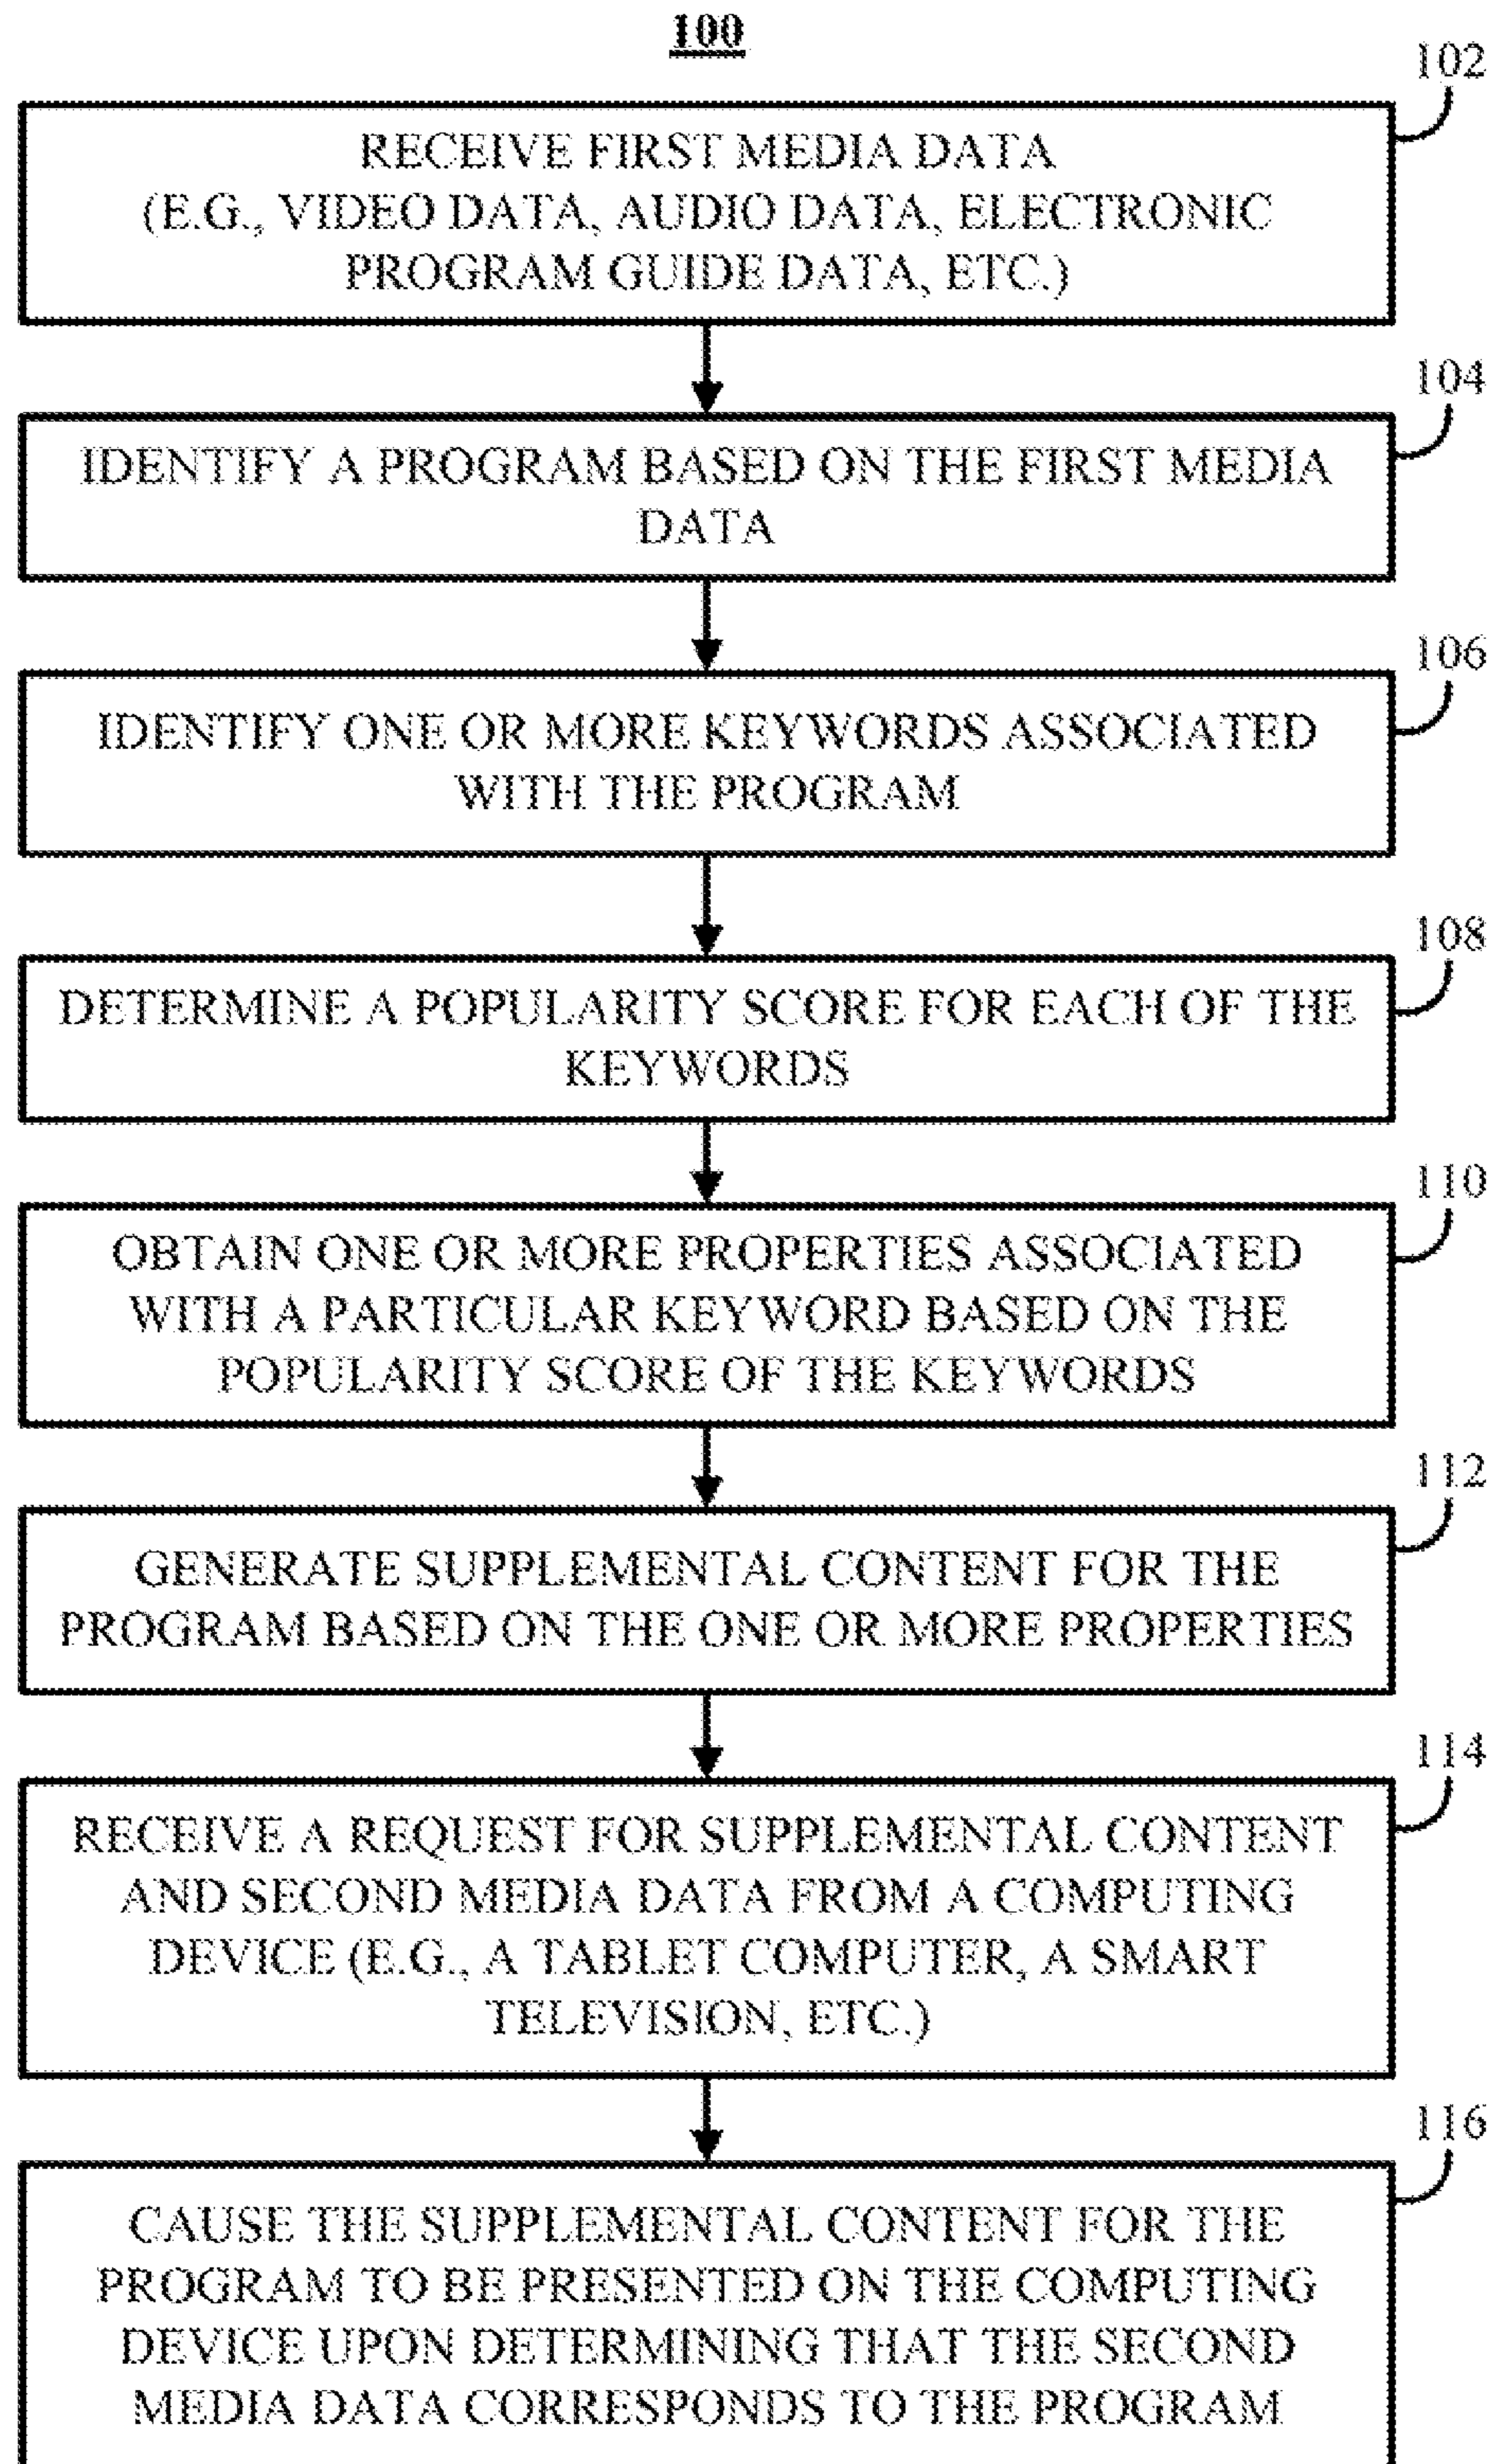 100
102
RECEIVE FIRST MEDIA DATA
(E.G., VIDEO DATA, AUDIO DATA, ELECTRONIC
PROGRAM GUIDE DATA, ETC.)
104
IDENTIFY A PROGRAM BASED ON THE FIRST MEDIA
DATA
106
IDENTIFY ONE OR MORE KEYWORDS ASSOCIATED
WITH THE PROGRAM
108
DETERMINE A POPULARITY SCORE FOR EACH OF THE
KEYWORDS
110
OBTAIN ONE OR MORE PROPERTIES ASSOCIATED
WITH A PARTICULAR KEYWORD BASED ON THE
POPULARITY SCORE OF THE KEYWORDS
112
GENERATE SUPPLEMENTAL CONTENT FOR THE
PROGRAM BASED ON THE ONE OR MORE PROPERTIES
114
RECEIVE A REQUEST FOR SUPPLEMENTAL CONTENT
AND SECOND MEDIA DATA FROM A COMPUTING
DEVICE (E.G., A TABLET COMPUTER, A SMART
TELEVISION, ETC.)
116
CAUSE THE SUPPLEMENTAL CONTENT FOR THE
PROGRAM TO BE PRESENTED ON THE COMPUTING
DEVICE UPON DETERMINING THAT THE SECOND
MEDIA DATA CORRESPONDS TO THE PROGRAM